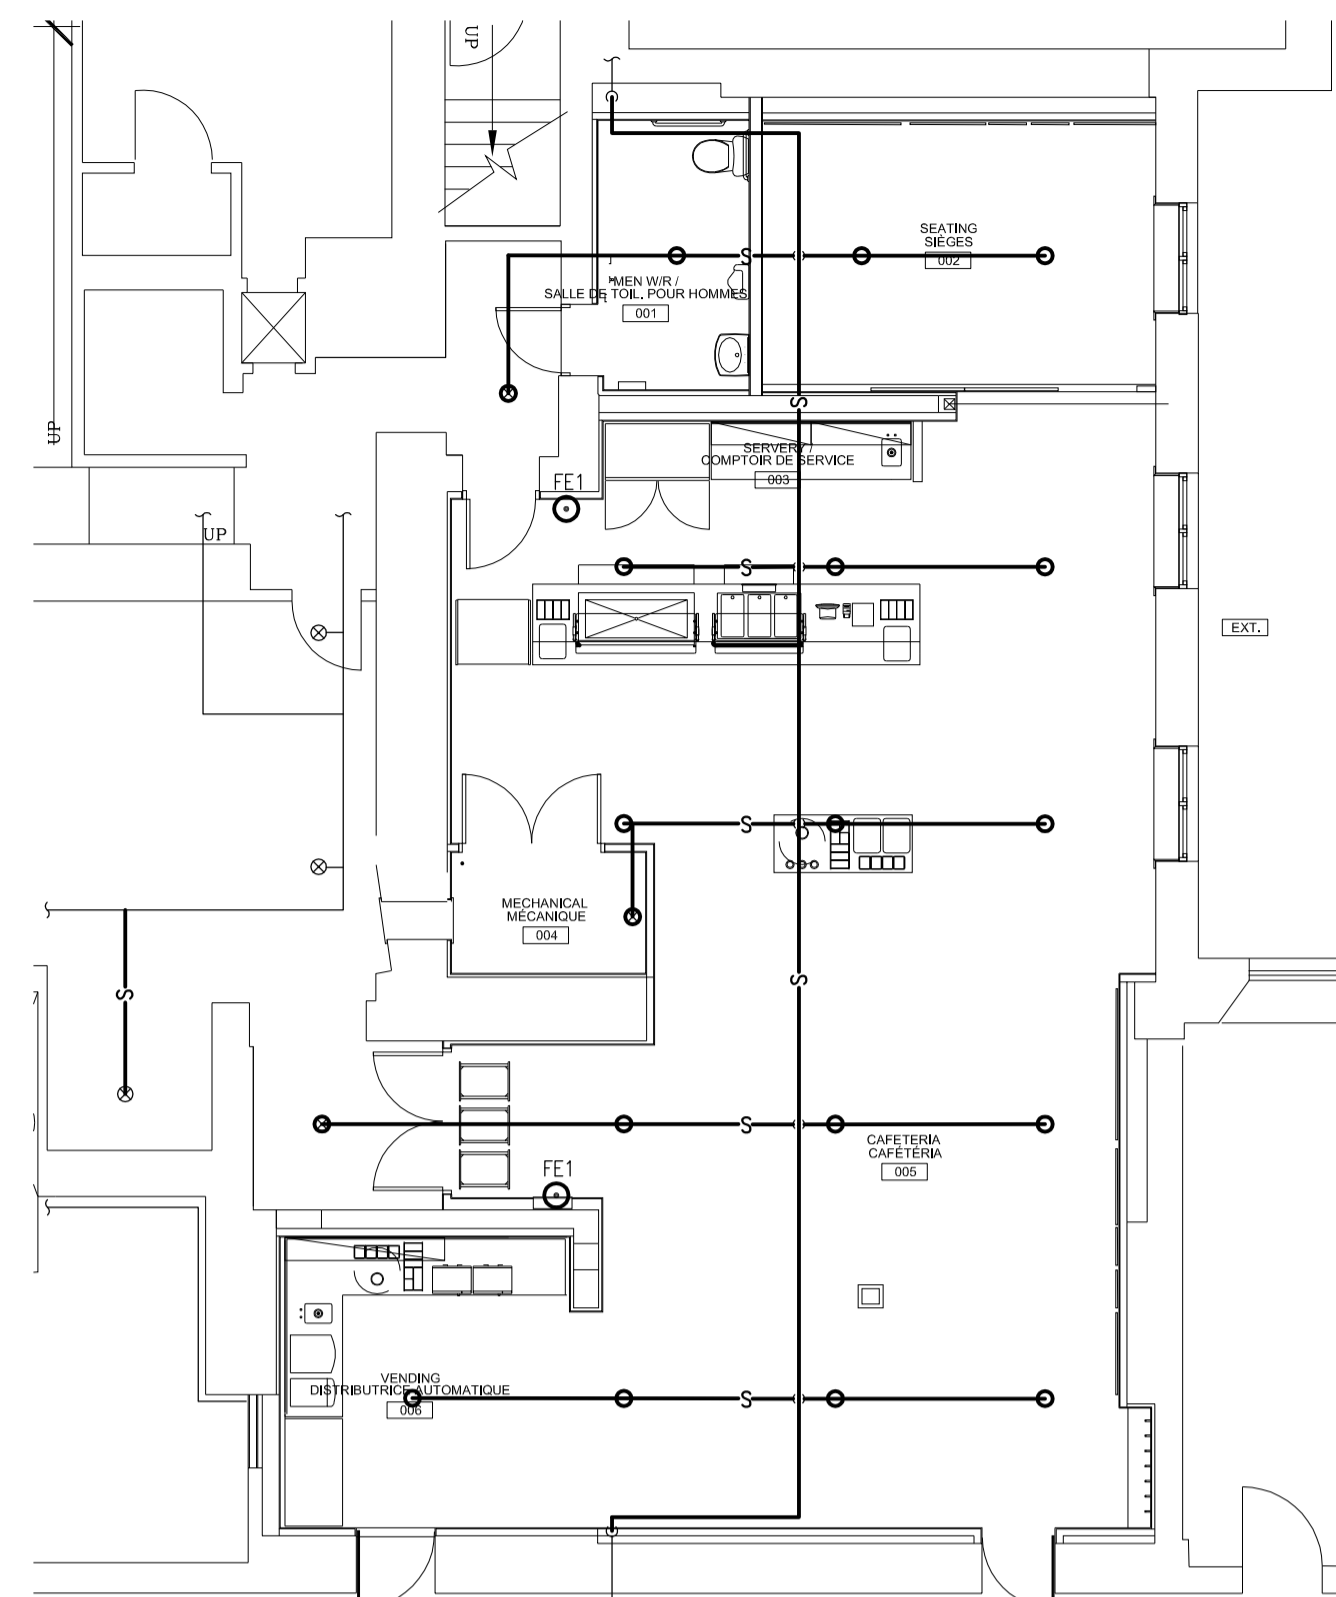 UP
SEATING
SIÈGES
002
S
MEN W/R /
SALLE DE TOIL. POUR HOMMES
001
S
UP
SERVERY /
COMPTOIR DE SERVICE
003
FE1
UP
S
EXT.
S
MECHANICAL
MÉCANIQUE
004
S
S
S
CAFETERIA
CAFÉTÉRIA
005
FE1
VENDING
DISTRIBUTRICE AUTOMATIQUE
006
S